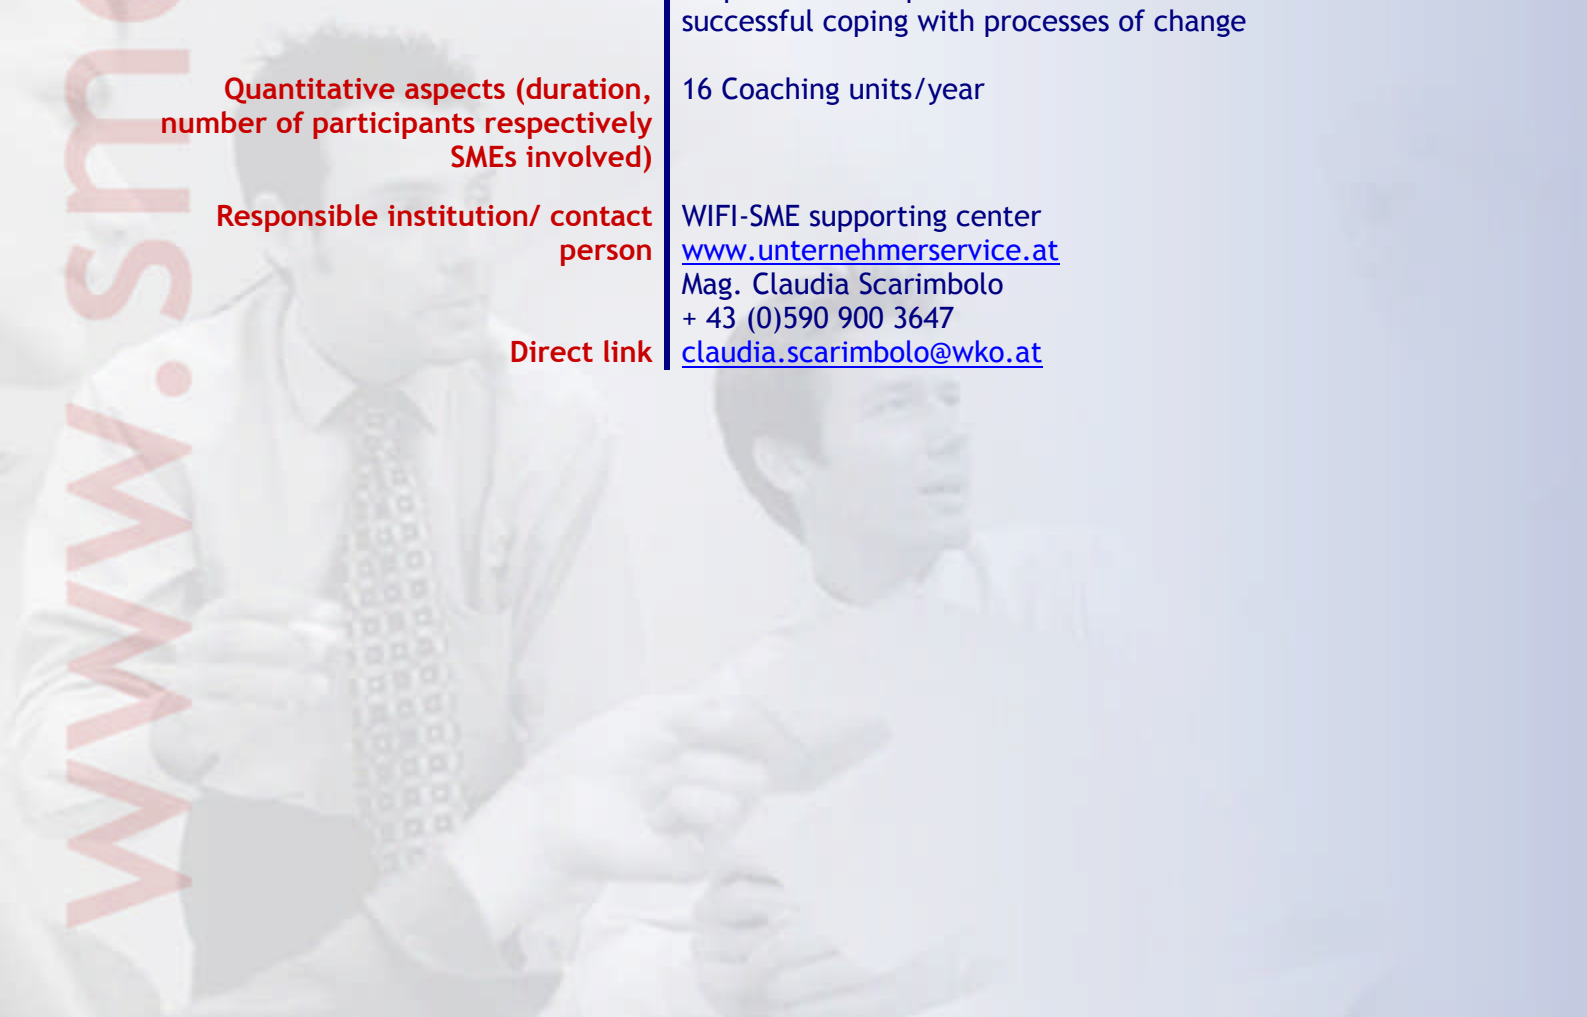 successful coping with processes of change
Quantitative aspects (duration,
number of participants respectively
SMEs involved)
16 Coaching units/year
Responsible institution/ contact
person
WIFI-SME supporting center
www.unternehmerservice.at
Mag. Claudia Scarimbolo
+ 43 (0)590 900 3647
Direct link
claudia.scarimbolo@wko.at
www.sm